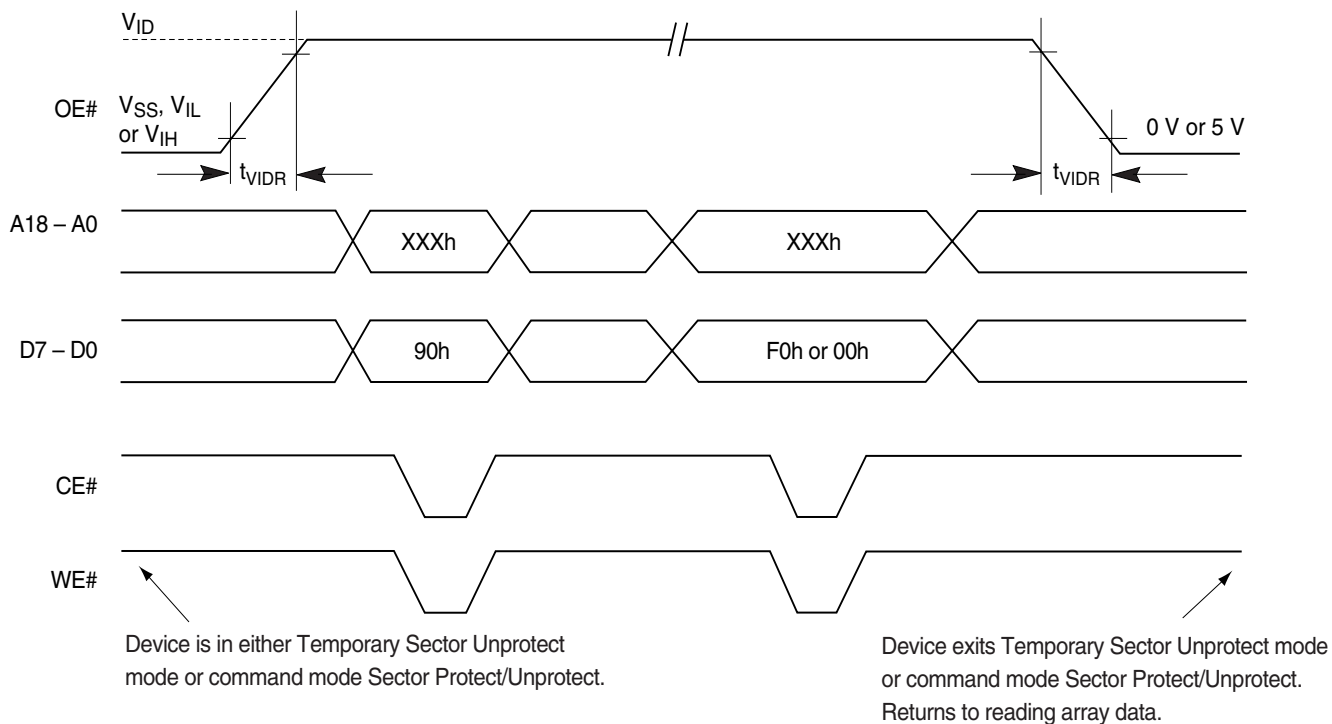 VID
OE#
VSS, VIL
or VIH
0 V or 5 V
tVIDR
tVIDR
A18 – A0
XXXh
XXXh
D7 – D0
90h
F0h or 00h
CE#
WE#
Device is in either Temporary Sector Unprotect
mode or command mode Sector Protect/Unprotect.
Device exits Temporary Sector Unprotect mode
or command mode Sector Protect/Unprotect.
Returns to reading array data.